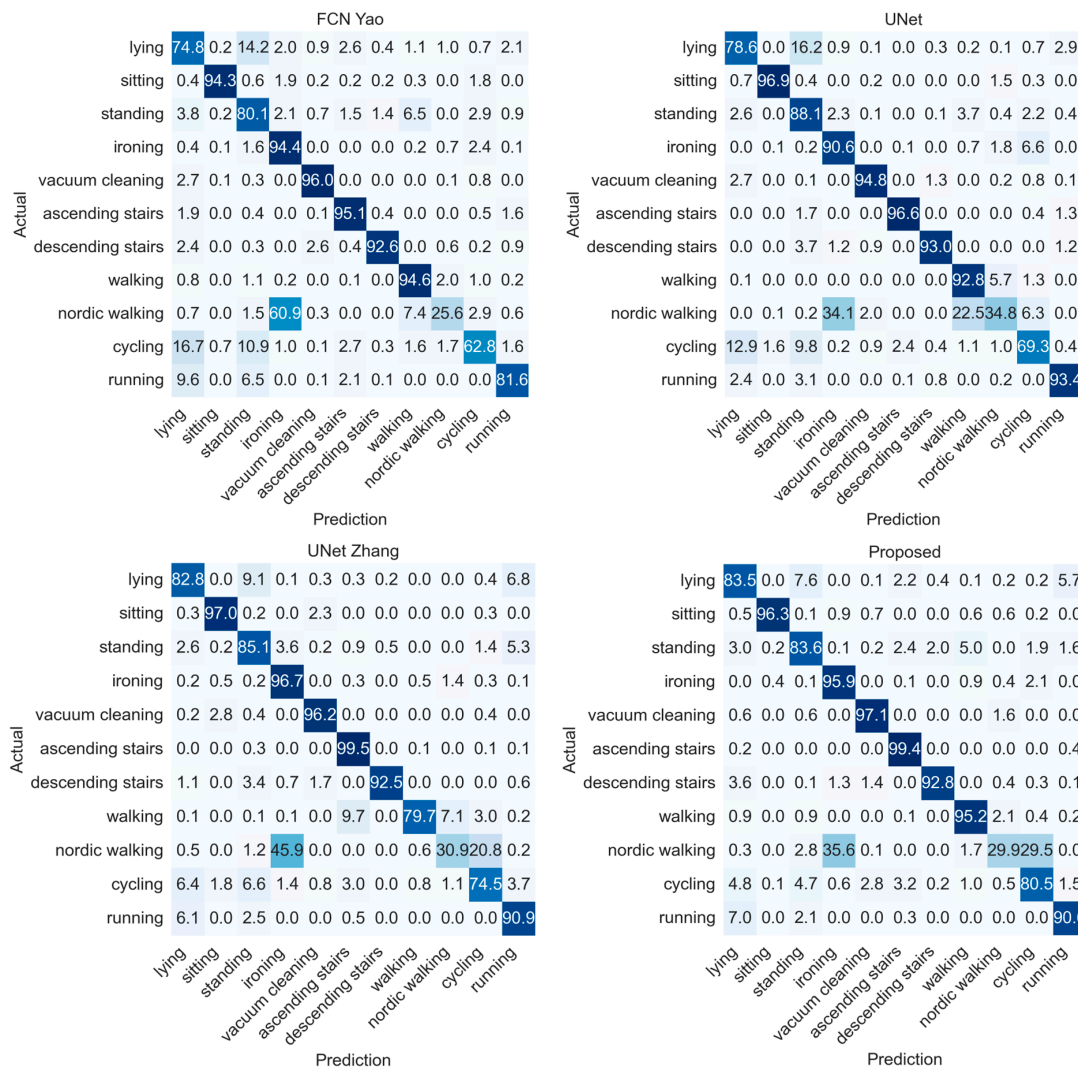 FCN Yao
lying 74.8 0.2 14.2 2.0 0.9 2.6 0.4 1.1 1.0 0.7 2.1
sitting 0.4 94.3 0.6 1.9 0.2 0.2 0.2 0.3 0.0 1.8 0.0
standing 3.8 0.2 80.1 2.1 0.7 1.5 1.4 6.5 0.0 2.9 0.9
ironing 0.4 0.1 1.6 94.4 0.0 0.0 0.0 0.2 0.7 2.4 0.1
vacuum cleaning 2.7 0.1 0.3 0.0 96.0 0.0 0.0 0.0 0.1 0.8 0.0
ascending stairs 1.9 0.0 0.4 0.0 0.1 95.1 0.4 0.0 0.0 0.5 1.6
descending stairs 2.4 0.0 0.3 0.0 2.6 0.4 92.6 0.0 0.6 0.2 0.9
walking 0.8 0.0 1.1 0.2 0.0 0.1 0.0 94.6 2.0 1.0 0.2
nordic walking 0.7 0.0 1.5 60.9 0.3 0.0 0.0 7.4 25.6 2.9 0.6
cycling 16.7 0.7 10.9 1.0 0.1 2.7 0.3 1.6 1.7 62.8 1.6
running 9.6 0.0 6.5 0.0 0.1 2.1 0.1 0.0 0.0 0.0 81.6
Actual
lying sitting standing ironing vacuum cleaning ascending stairs descending stairs walking nordic walking cycling running
Prediction
UNet
lying 78.6 0.0 16.2 0.9 0.1 0.0 0.3 0.2 0.1 0.7 2.9
sitting 0.7 96.9 0.4 0.0 0.2 0.0 0.0 0.0 1.5 0.3 0.0
standing 2.6 0.0 88.1 2.3 0.1 0.0 0.1 3.7 0.4 2.2 0.4
ironing 0.0 0.1 0.2 90.6 0.0 0.1 0.0 0.7 1.8 6.6 0.0
vacuum cleaning 2.7 0.0 0.1 0.0 94.8 0.0 1.3 0.0 0.2 0.8 0.1
ascending stairs 0.0 0.0 1.7 0.0 0.0 96.6 0.0 0.0 0.0 0.4 1.3
descending stairs 0.0 0.0 3.7 1.2 0.9 0.0 93.0 0.0 0.0 0.0 1.2
walking 0.1 0.0 0.0 0.0 0.0 0.0 0.0 92.8 5.7 1.3 0.0
nordic walking 0.0 0.1 0.2 34.1 2.0 0.0 0.0 22.5 34.8 6.3 0.0
cycling 12.9 1.6 9.8 0.2 0.9 2.4 0.4 1.1 1.0 69.3 0.4
running 2.4 0.0 3.1 0.0 0.0 0.1 0.8 0.0 0.2 0.0 93.4
Actual
lying sitting standing ironing vacuum cleaning ascending stairs descending stairs walking nordic walking cycling running
Prediction
UNet Zhang
lying 82.8 0.0 9.1 0.1 0.3 0.3 0.2 0.0 0.0 0.4 6.8
sitting 0.3 97.0 0.2 0.0 2.3 0.0 0.0 0.0 0.0 0.3 0.0
standing 2.6 0.2 85.1 3.6 0.2 0.9 0.5 0.0 0.0 1.4 5.3
ironing 0.2 0.5 0.2 96.7 0.0 0.3 0.0 0.5 1.4 0.3 0.1
vacuum cleaning 0.2 2.8 0.4 0.0 96.2 0.0 0.0 0.0 0.0 0.4 0.0
ascending stairs 0.0 0.0 0.3 0.0 0.0 99.5 0.0 0.1 0.0 0.1 0.1
descending stairs 1.1 0.0 3.4 0.7 1.7 0.0 92.5 0.0 0.0 0.0 0.6
walking 0.1 0.0 0.1 0.1 0.0 9.7 0.0 79.7 7.1 3.0 0.2
nordic walking 0.5 0.0 1.2 45.9 0.0 0.0 0.0 0.6 30.9 20.8 0.2
cycling 6.4 1.8 6.6 1.4 0.8 3.0 0.0 0.8 1.1 74.5 3.7
running 6.1 0.0 2.5 0.0 0.0 0.5 0.0 0.0 0.0 0.0 90.9
Actual
lying sitting standing ironing vacuum cleaning ascending stairs descending stairs walking nordic walking cycling running
Prediction
Proposed
lying 83.5 0.0 7.6 0.0 0.1 2.2 0.4 0.1 0.2 0.2 5.7
sitting 0.5 96.3 0.1 0.9 0.7 0.0 0.0 0.6 0.6 0.2 0.0
standing 3.0 0.2 83.6 0.1 0.2 2.4 2.0 5.0 0.0 1.9 1.6
ironing 0.0 0.4 0.1 95.9 0.0 0.1 0.0 0.9 0.4 2.1 0.0
vacuum cleaning 0.6 0.0 0.6 0.0 97.1 0.0 0.0 0.0 1.6 0.0 0.0
ascending stairs 0.2 0.0 0.0 0.0 0.0 99.4 0.0 0.0 0.0 0.0 0.4
descending stairs 3.6 0.0 0.0 1.3 1.4 0.0 92.8 0.0 0.4 0.3 0.1
walking 0.9 0.0 0.9 0.0 0.0 0.1 0.0 95.2 2.1 0.4 0.2
nordic walking 0.3 0.0 2.8 35.6 0.1 0.0 0.0 1.7 29.9 29.5 0.0
cycling 4.8 0.1 4.7 0.6 2.8 3.2 0.2 1.0 0.5 80.5 1.5
running 7.0 0.0 2.1 0.0 0.0 0.3 0.0 0.0 0.0 0.0
Actual
lying sitting standing ironing vacuum cleaning ascending stairs descending stairs walking nordic walking cycling running
Prediction